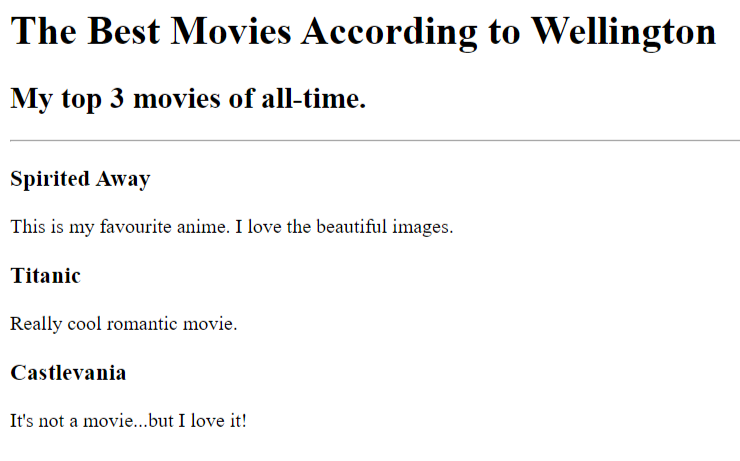 The Best Movies According to Wellington
My top 3 movies of all-time.
Spirited Away
This is my favourite anime. I love the beautiful images.
Titanic
Really cool romantic movie.
Castlevania
It's not a movie...but I love it!